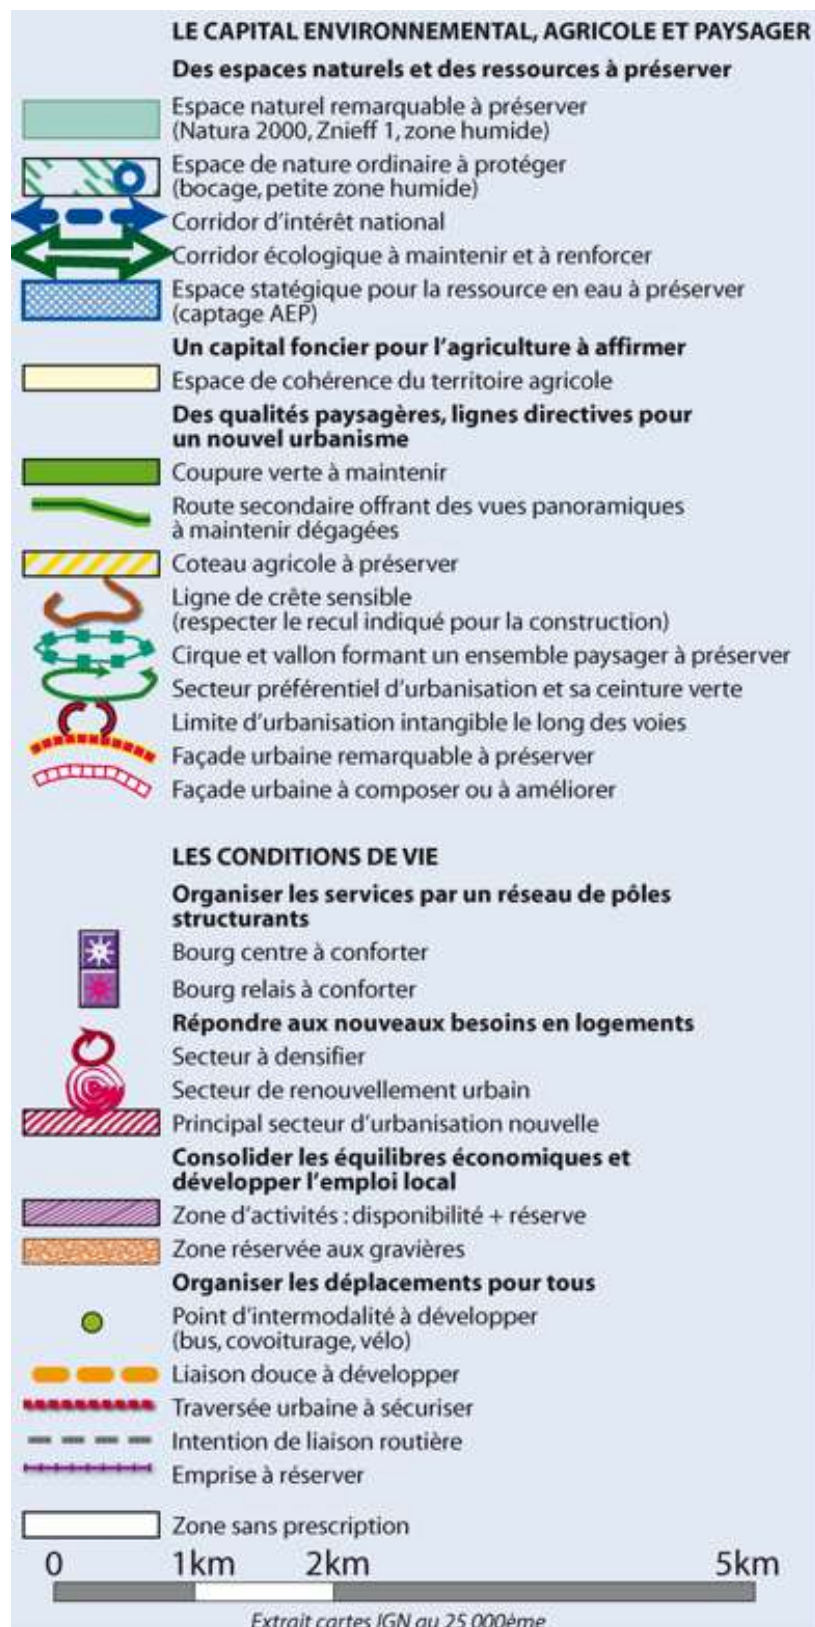 LE CAPITAL ENVIRONNEMENTAL, AGRICOLE ET PAYSAGER
Des espaces naturels et des ressources à préserver
Espace naturel remarquable à préserver
(Natura 2000, Znieff 1, zone humide)
Espace de nature ordinaire à protéger
(bocage, petite zone humide)
Corridor d'intérêt national
Corridor écologique à maintenir et à renforcer
Espace statégique pour la ressource en eau à préserver
(captage AEP)
Un capital foncier pour l'agriculture à affirmer
Espace de cohérence du territoire agricole
Des qualités paysagères, lignes directives pour
un nouvel urbanisme
Coupure verte à maintenir
Route secondaire offrant des vues panoramiques
à maintenir dégagées
Coteau agricole à préserver
Ligne de crête sensible
(respecter le recul indiqué pour la construction)
Cirque et vallon formant un ensemble paysager à préserver
Secteur préférentiel d'urbanisation et sa ceinture verte
Limite d'urbanisation intangible le long des voies
Façade urbaine remarquable à préserver
Façade urbaine à composer ou à améliorer
LES CONDITIONS DE VIE
Organiser les services par un réseau de pôles
structurants
Bourg centre à conforter
Bourg relais à conforter
Répondre aux nouveaux besoins en logements
Secteur à densifier
Secteur de renouvellement urbain
Principal secteur d'urbanisation nouvelle
Consolider les équilibres économiques et
développer l'emploi local
Zone d'activités : disponibilité + réserve
Zone réservée aux gravières
Organiser les déplacements pour tous
Point d'intermodalité à développer
(bus, covoiturage, vélo)
Liaison douce à développer
Traversée urbaine à sécuriser
Intention de liaison routière
Emprise à réserver
Zone sans prescription
0 1km 2km 5km
Extrait cartes IGN au 25 000ème